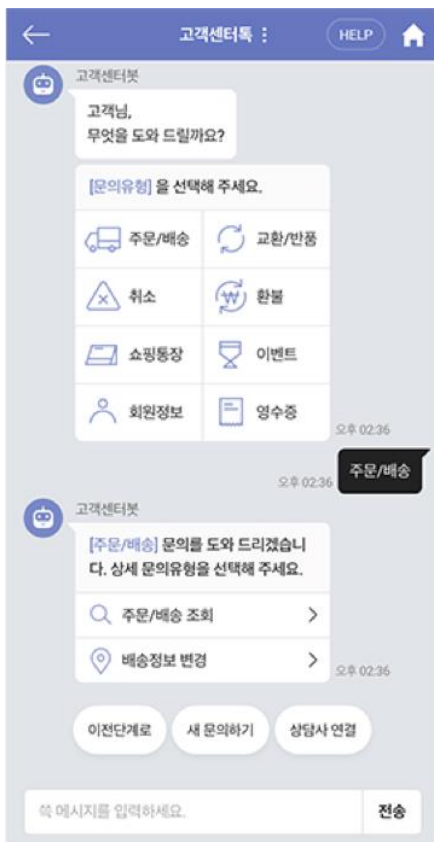 고객센터톡
HELP
고객센터봇
고객님,
무엇을 도와 드릴까요?
[문의유형] 을 선택해 주세요.
주문/배송
교환/반품
취소
환불
쇼핑통장
이벤트
회원정보
영수증
오후 02:36
주문/배송
오후 02:36
고객센터봇
[주문/배송] 문의를 도와 드리겠습니
다. 상세 문의유형을 선택해 주세요.
주문/배송 조회
배송정보 변경
오후 02:36
이전단계로
새 문의하기
상담사 연결
쓱 메시지를 입력하세요.
전송